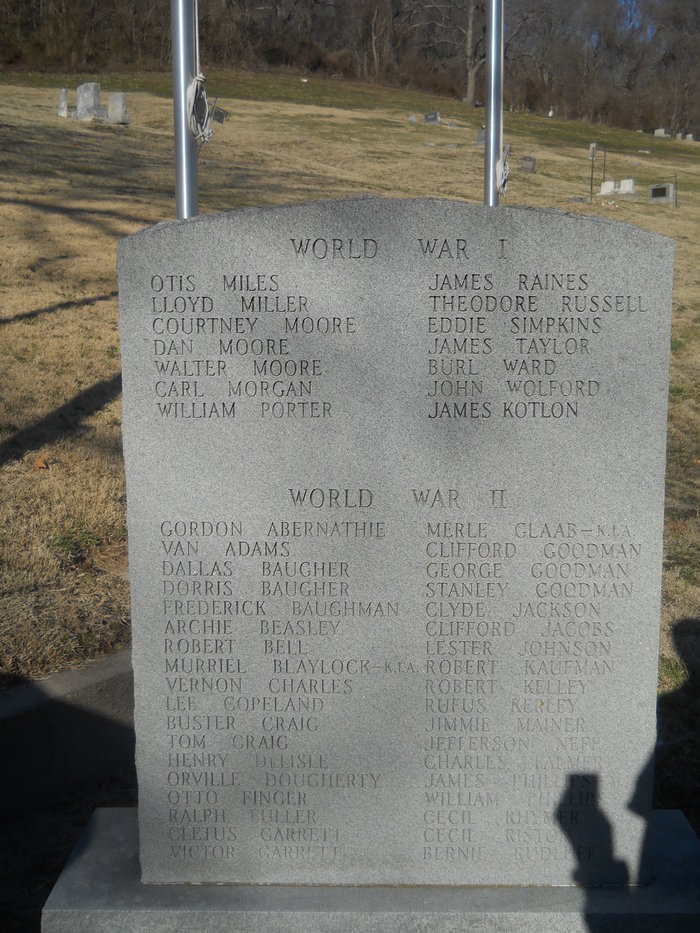 WORLD WAR I
OTIS MILES
LLOYD MILLER
COURTNEY MOORE
DAN MOORE
WALTER MOORE
CARL MORGAN
WILLIAM PORTER
JAMES RAINES
THEODORE RUSSELL
EDDIE SIMPKINS
JAMES TAYLOR
BURL WARD
JOHN WOLFORD
JAMES KOTLON
WORLD WAR II
GORDON ABERNATHIE
VAN ADAMS
DALLAS BAUGHER
DORRIS BAUGHER
FREDERICK BAUGHMAN
ARCHIE BEASLEY
ROBERT BELL
MURRIEL BLAYLOCK-K.I.A.
VERNON CHARLES
LEE COPELAND
BUSTER CRAIG
TOM CRAIG
HENRY DELISLE
ORVILLE DOUGHERTY
OTTO FINGER
RALPH FULLER
CLETUS GARRETT
VICTOR GARRETT
MERLE GLAAB-K.I.A.
CLIFFORD GOODMAN
GEORGE GOODMAN
STANLEY GOODMAN
CLYDE JACKSON
CLIFFORD JACOBS
LESTER JOHNSON
ROBERT KAUFMAN
ROBERT KELLEY
RUFUS KERLEY
JIMMIE MAINER
JEFFERSON NEFF
CHARLES PALMER
JAMES
WILLIAM
CECIL RHYMER
CECIL
BERNIE